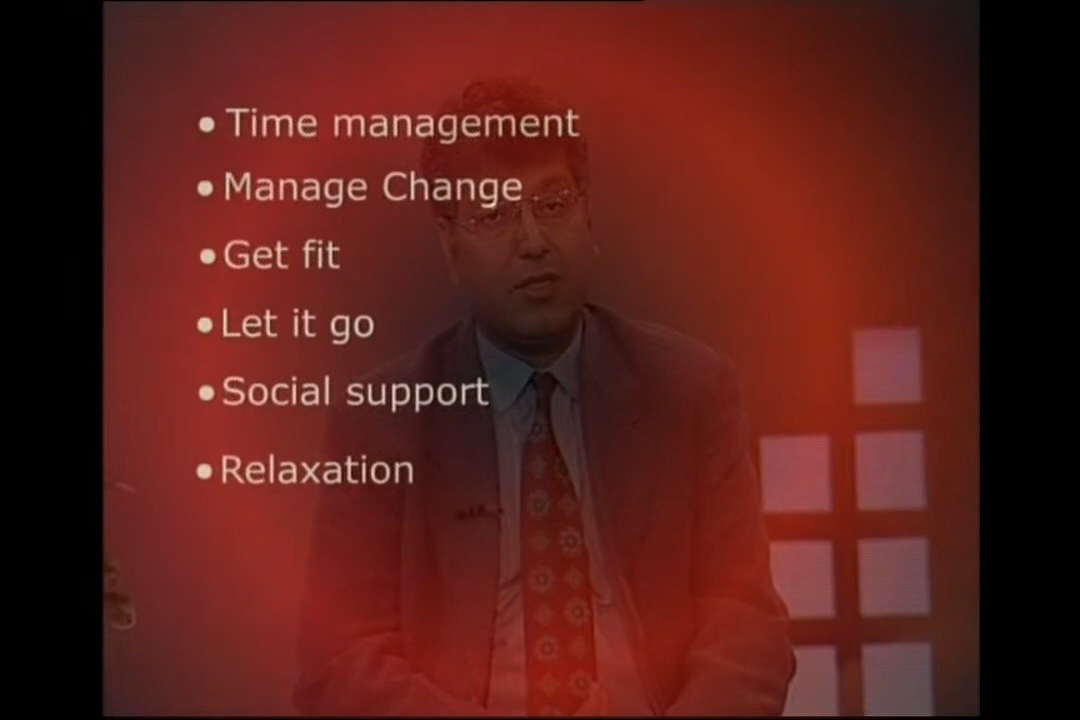 • Time management
• Manage Change
• Get fit
• Let it go
• Social support
• Relaxation